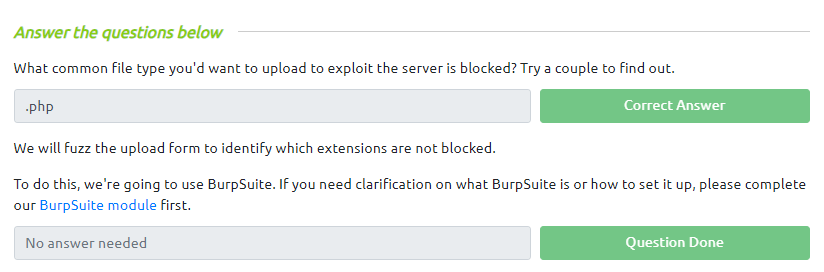 Answer the questions below
What common file type you'd want to upload to exploit the server is blocked? Try a couple to find out.
.php
Correct Answer
We will fuzz the upload form to identify which extensions are not blocked.
To do this, we're going to use BurpSuite. If you need clarification on what BurpSuite is or how to set it up, please complete
our BurpSuite module first.
No answer needed
Question Done